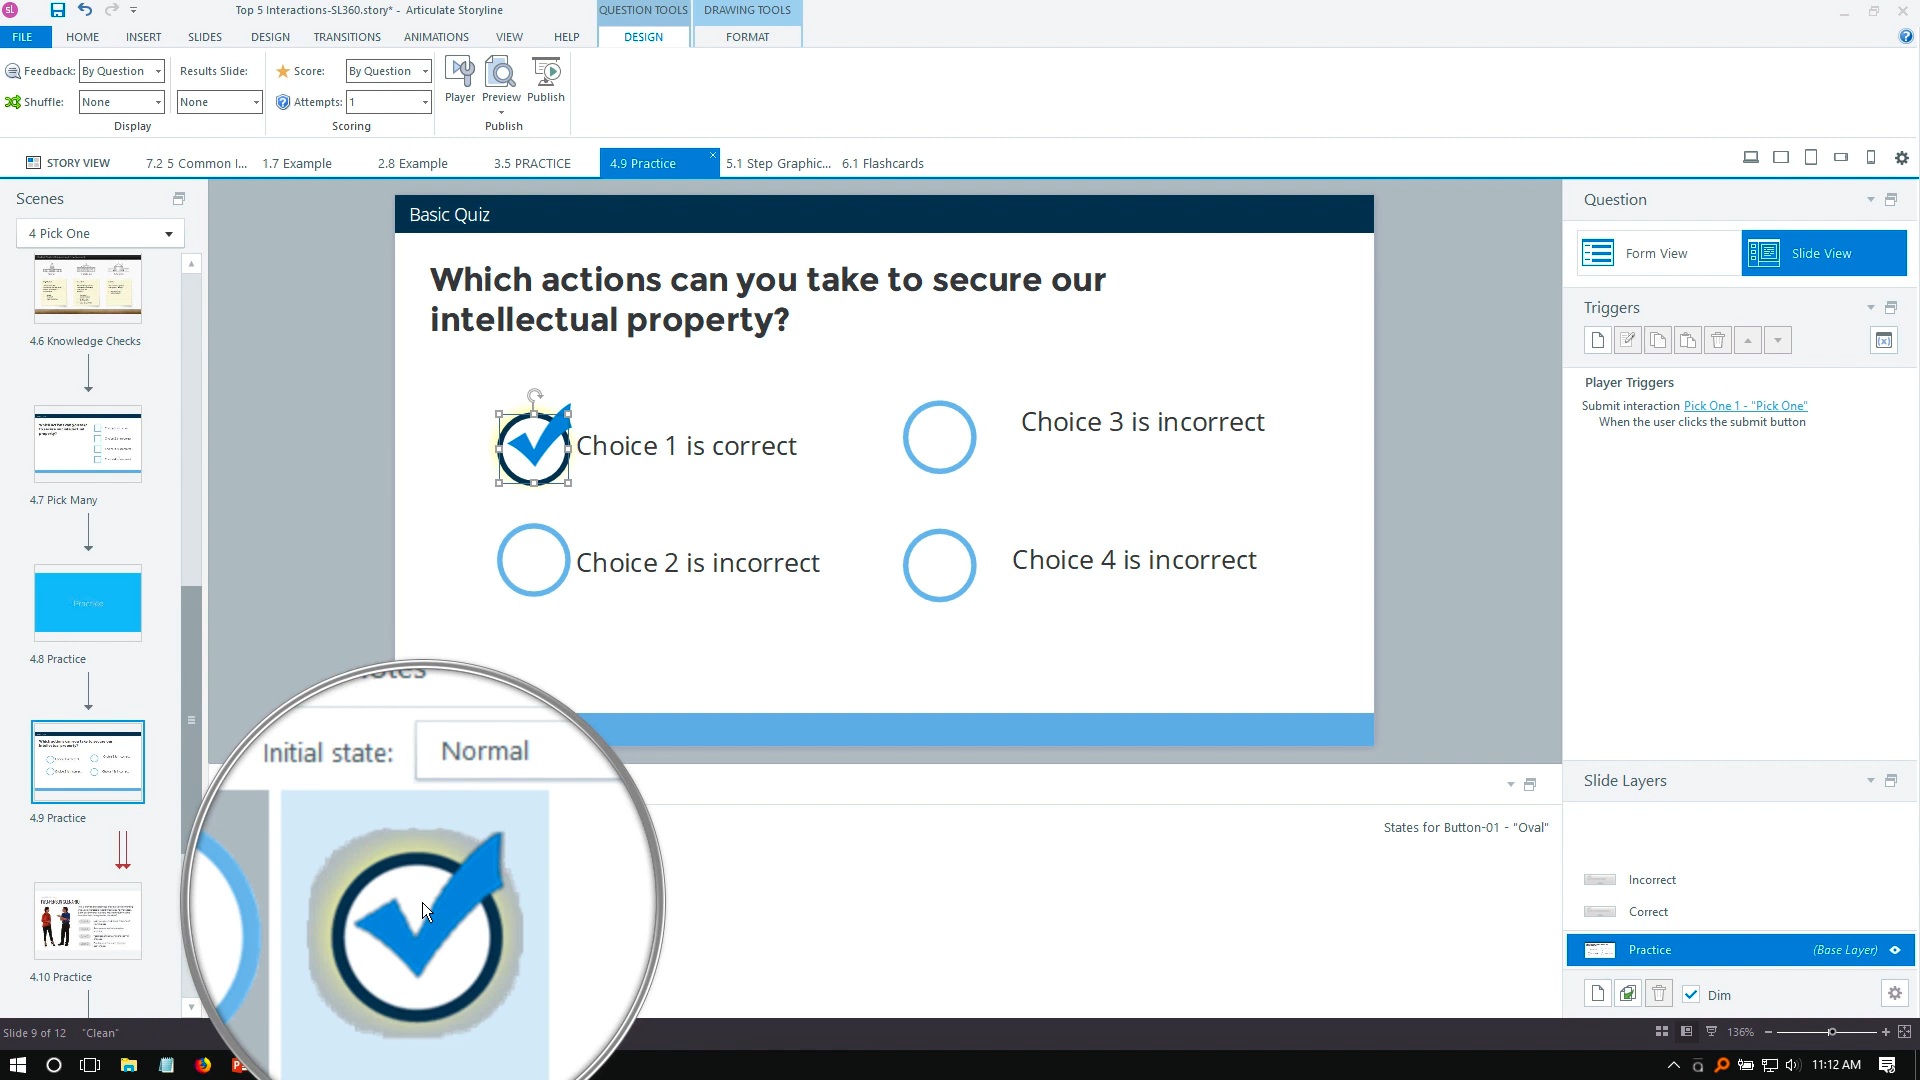 Top 5 Interactions-SL360.story* - Articulate Storyline
QUESTION TOOLS
DRAWING TOOLS
FILE HOME INSERT SLIDES DESIGN TRANSITIONS ANIMATIONS VIEW HELP DESIGN FORMAT
Feedback: By Question Results Slide: Score: By Question
Shuffle: None None Attempts: 1
Player Preview Publish
Display Scoring Publish
STORY VIEW 7.2 5 Common I... 1.7 Example 2.8 Example 3.5 PRACTICE 4.9 Practice 5.1 Step Graphic... 6.1 Flashcards
Scenes
4 Pick One
4.6 Knowledge Checks
4.7 Pick Many
Practice
4.8 Practice
4.9 Practice
4.10 Practice
Basic Quiz
Which actions can you take to secure our
intellectual property?
Choice 1 is correct
Choice 3 is incorrect
Choice 2 is incorrect
Choice 4 is incorrect
Initial state: Normal
States for Button-01 - "Oval"
Question
Form View Slide View
Triggers
Player Triggers
Submit interaction Pick One 1 - "Pick One"
When the user clicks the submit button
Slide Layers
Incorrect
Correct
Practice (Base Layer)
Dim
Slide 9 of 12 "Clean"
136%
11:12 AM